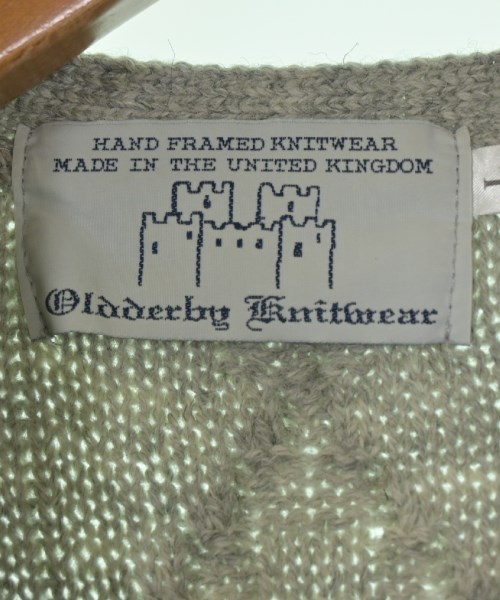 HAND FRAMED KNITWEAR
MADE IN THE UNITED KINGDOM
Oldderby Knitwear